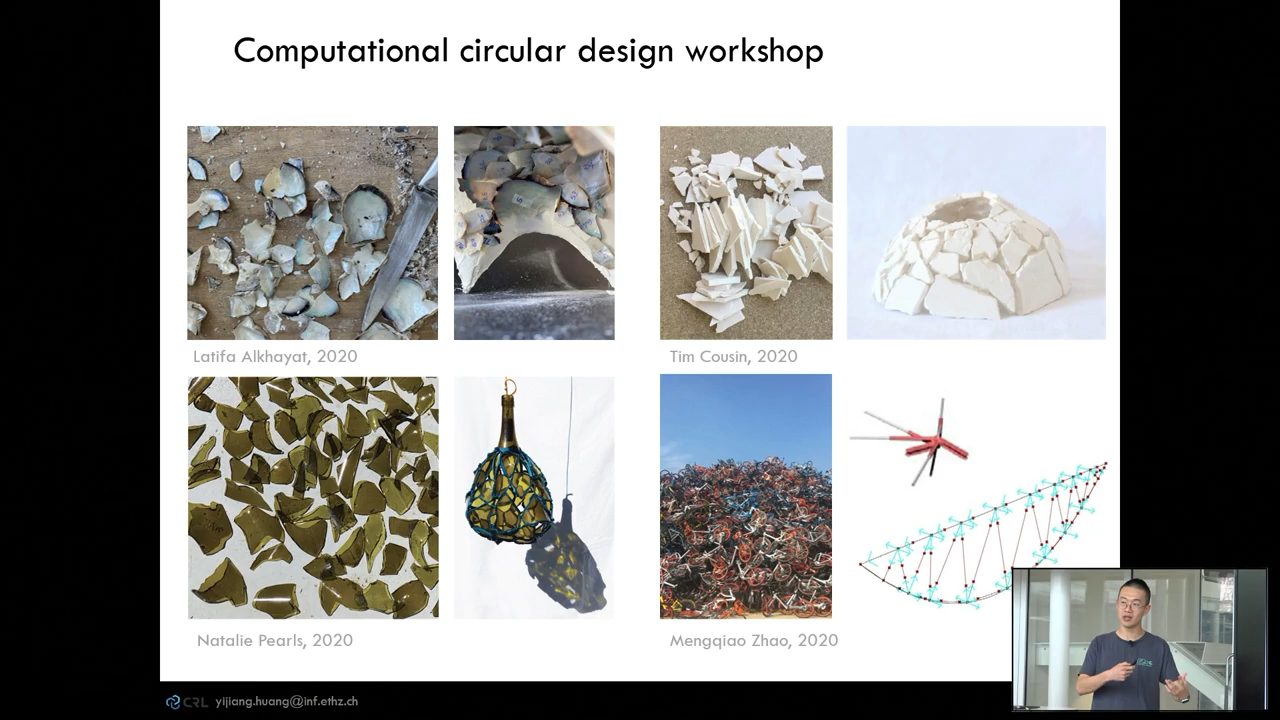 Computational circular design workshop
Latifa Alkhayat, 2020
Tim Cousin, 2020
Natalie Pearls, 2020
Mengqiao Zhao, 2020
CRL yijiang.huang@inf.ethz.ch